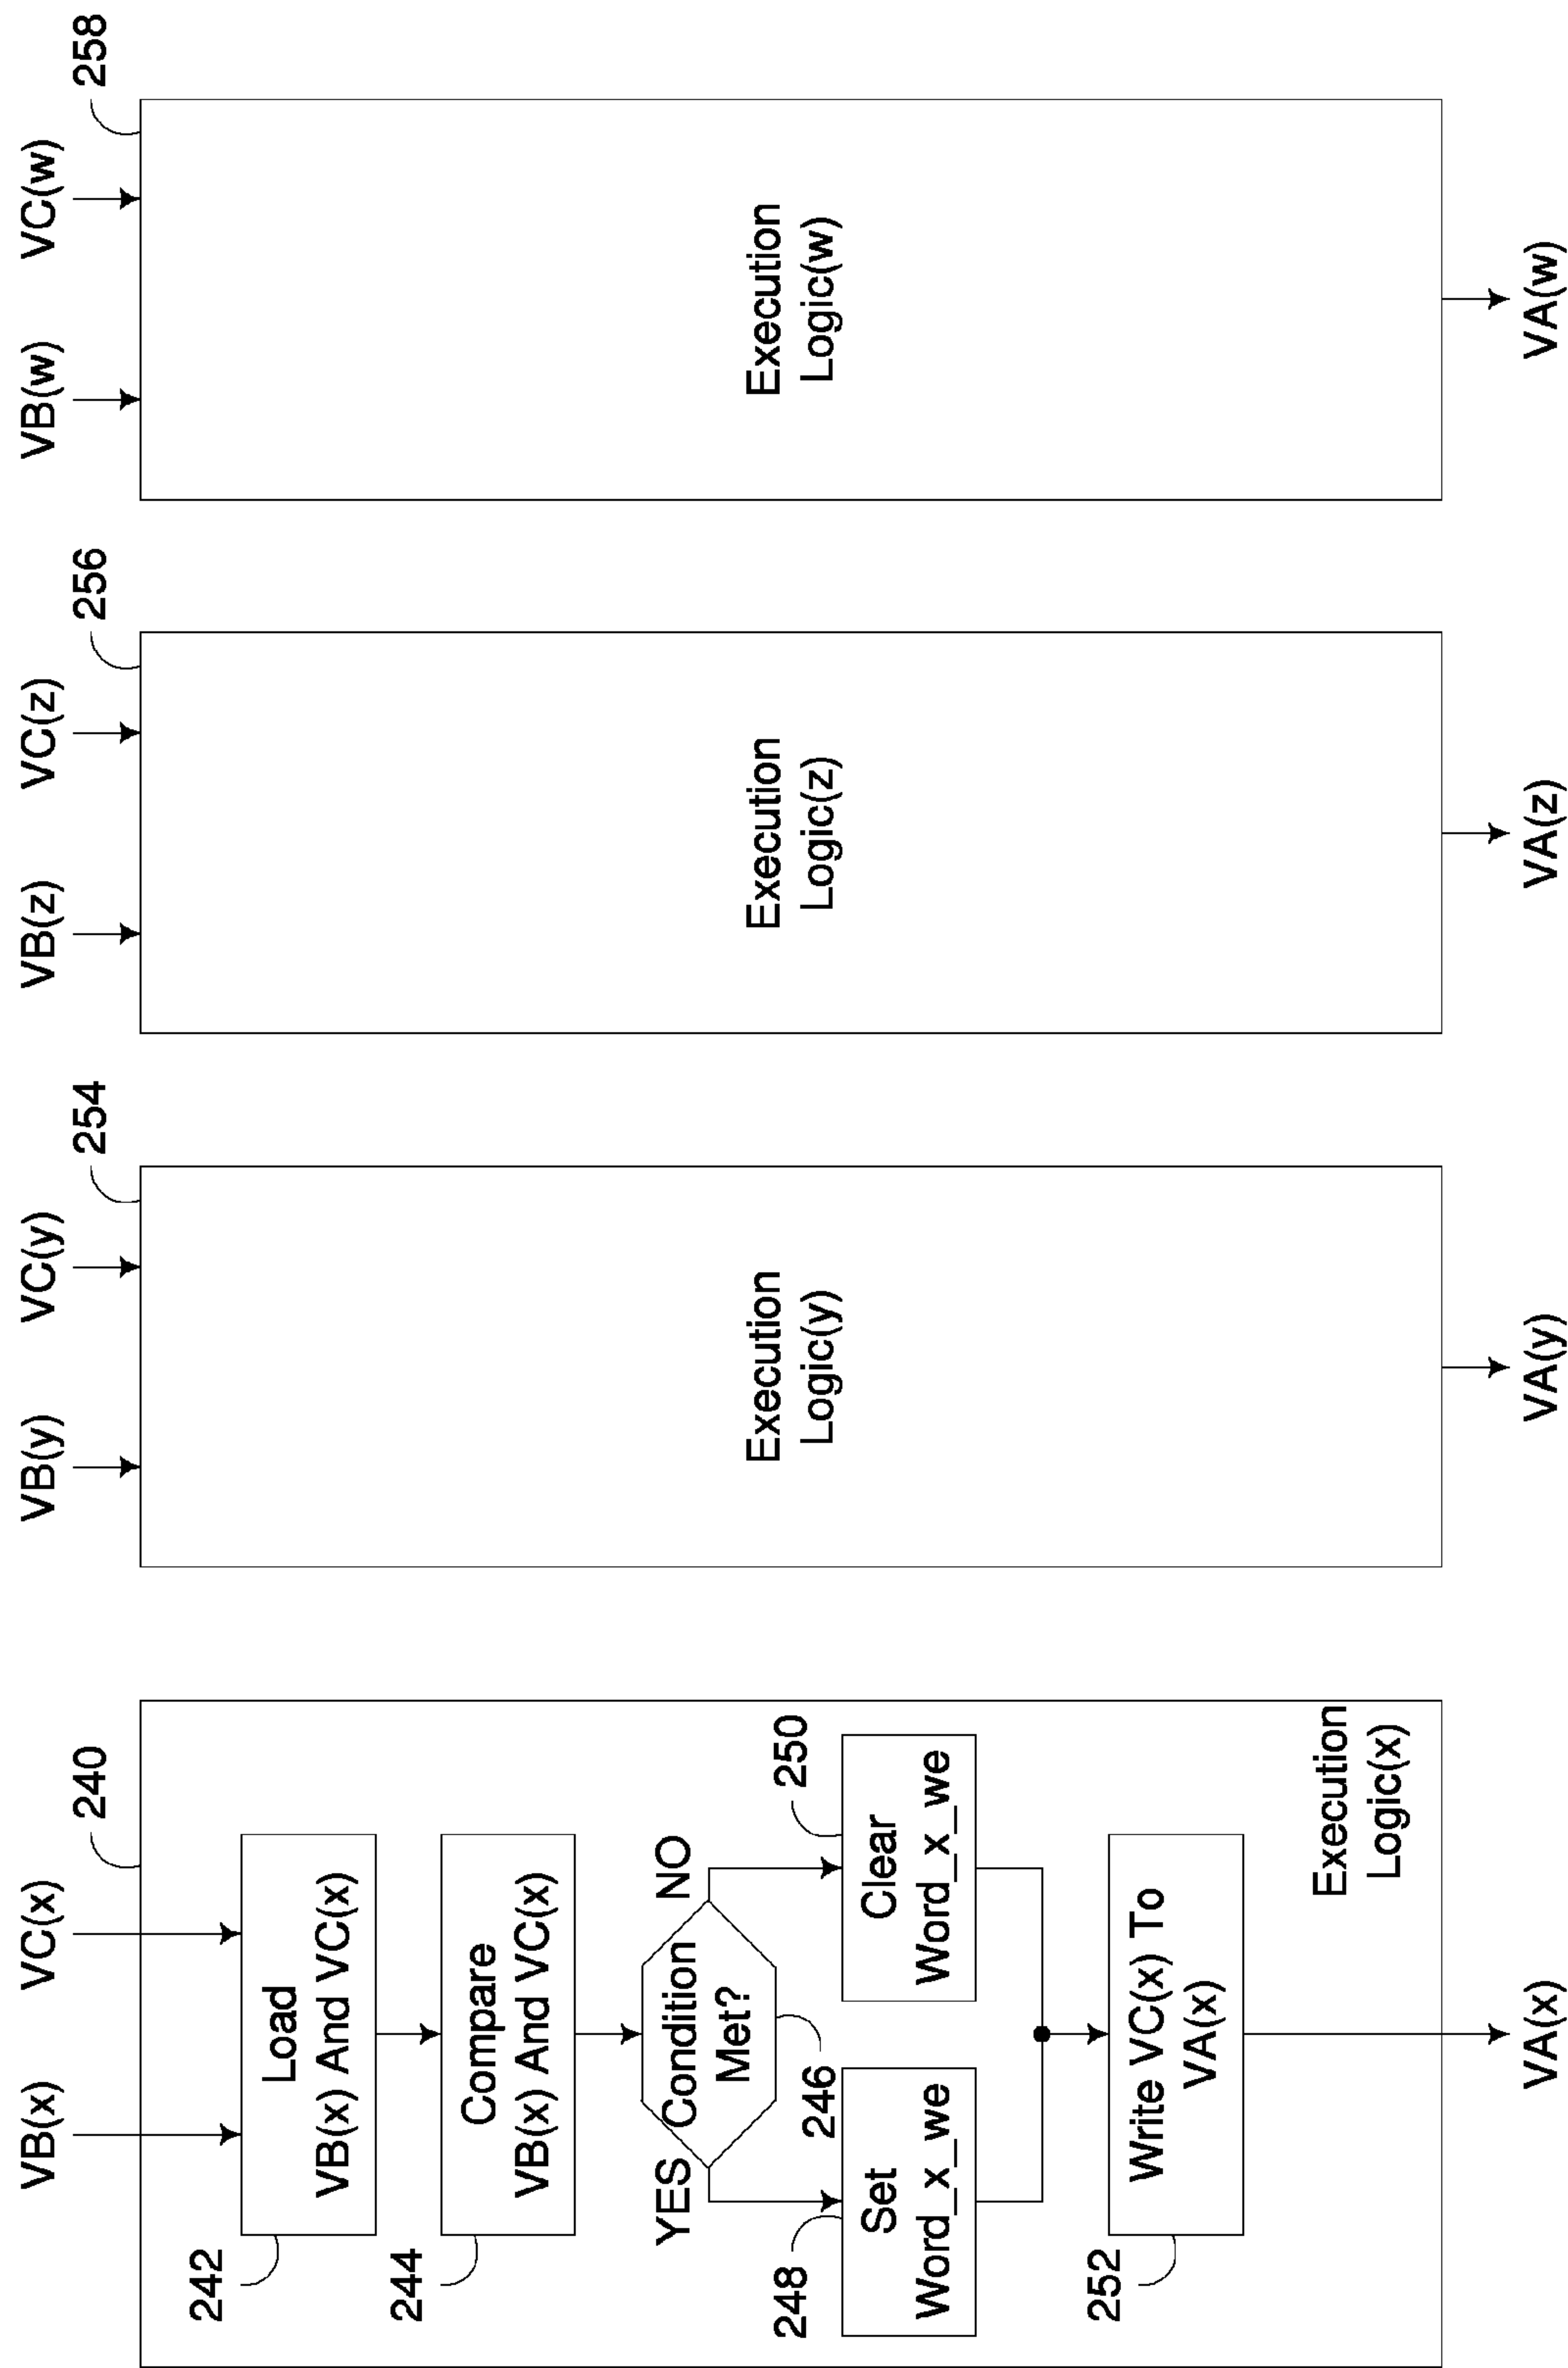 VB(x)
VC(x)
240
242
Load
VB(x) And VC(x)
244
Compare
VB(x) And VC(x)
YES
Condition
Met?
NO
246
248
Set
Word_x_we
250
Clear
Word_x_we
252
Write VC(x) To
VA(x)
Execution
Logic(x)
VA(x)
VB(y)
VC(y)
254
Execution
Logic(y)
VA(y)
VB(z)
VC(z)
256
Execution
Logic(z)
VA(z)
VB(w)
VC(w)
258
Execution
Logic(w)
VA(w)